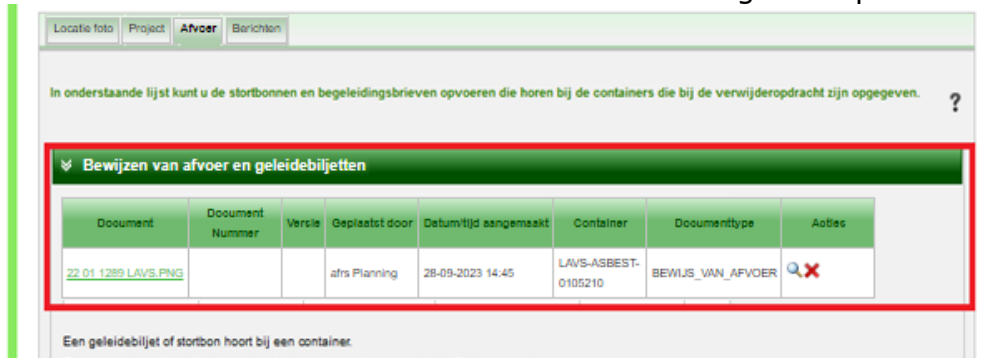 Locatie foto Project Afvoer Berichten
In onderstaande lijst kunt u de stortbonnen en begeleidingsbrieven opvoeren die horen bij de containers die bij de verwijderopdracht zijn opgegeven.
?
Bewijzen van afvoer en geleidebiljetten
Document Document Nummer Versie Geplaatst door Datum/tijd aangemaakt Container Documenttype Acties
22 01 1289 LAVS.PNG afrs Planning 28-09-2023 14:45 LAVS-ASBEST-0105210 BEWIJS_VAN_AFVOER
Een geleidebiljet of stortbon hoort bij een container.